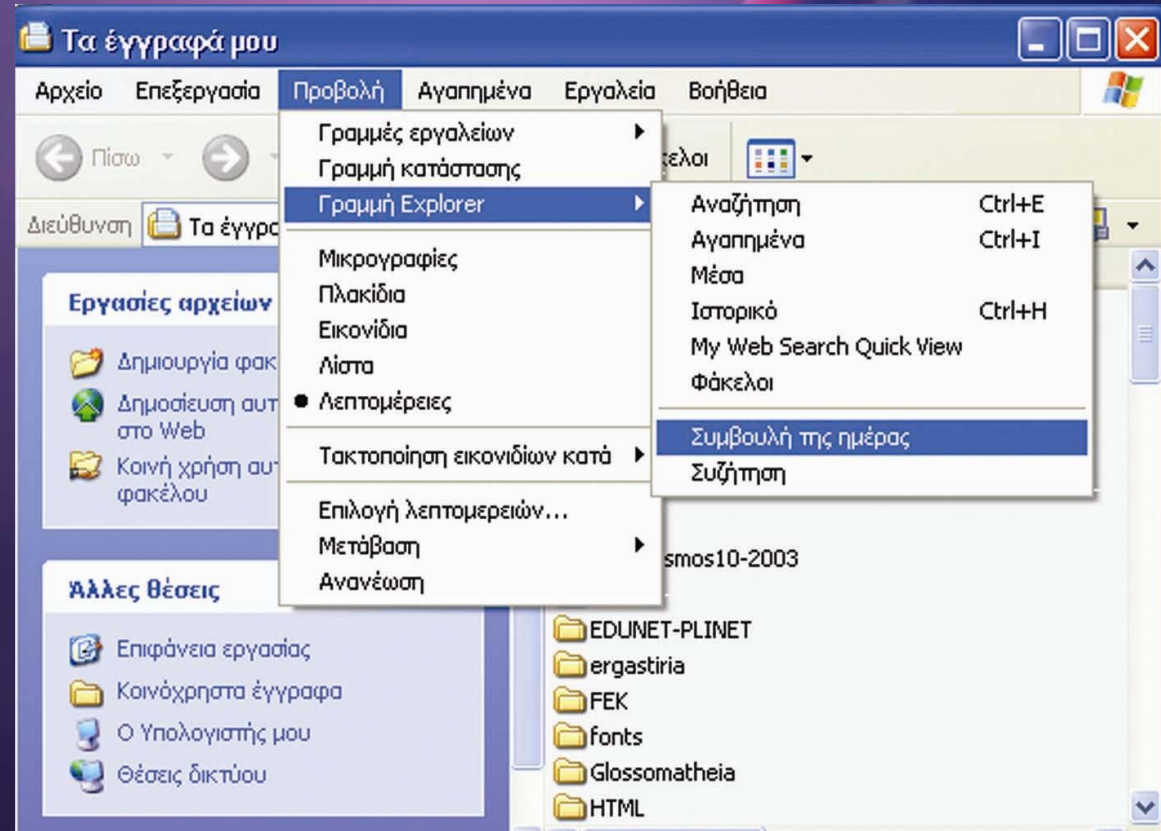 Τα έγγραφά μου
Αρχείο Επεξεργασία Προβολή Αγαπημένα Εργαλεία Βοήθεια
Πίσω
Διεύθυνση Τα έγγρα
Γραμμές εργαλείων
Γραμμή κατάστασης
Γραμμή Explorer
Μικρογραφίες
Πλακίδια
Εικονίδια
Λίστα
Λεπτομέρειες
Τακτοποίηση εικονιδίων κατά
Επιλογή λεπτομερειών...
Μετάβαση
Ανανέωση
Αναζήτηση Ctrl+E
Αγαπημένα Ctrl+I
Μέσα
Ιστορικό Ctrl+H
My Web Search Quick View
Φάκελοι
Συμβουλή της ημέρας
Συζήτηση
Εργασίες αρχείων
Δημιουργία φακ
Δημοσίευση αυτ
στο Web
Κοινή χρήση αυτ
φακέλου
Άλλες θέσεις
Επιφάνεια εργασίας
Κοινόχρηστα έγγραφα
Ο Υπολογιστής μου
Θέσεις δικτύου
smos10-2003
EDUNET-PLINET
ergastiria
FEK
fonts
Glossomatheia
HTML